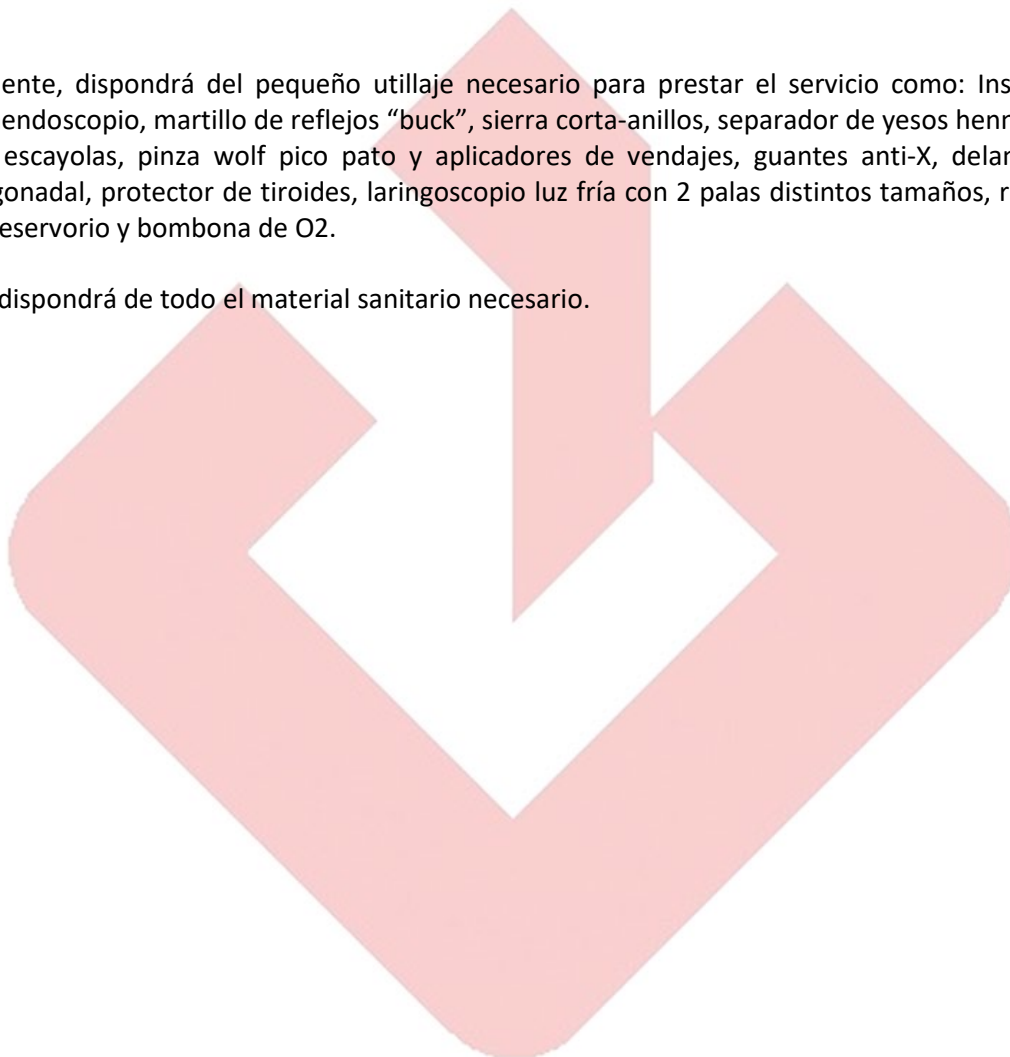 ente, dispondrá del pequeño utillaje necesario para prestar el servicio como: Ins
endoscopio, martillo de reflejos “buck”, sierra corta-anillos, separador de yesos henn
escayolas, pinza wolf pico pato y aplicadores de vendajes, guantes anti-X, delan
gonadal, protector de tiroides, laringoscopio luz fría con 2 palas distintos tamaños, r
eservorio y bombona de O2.
dispondrá de todo el material sanitario necesario.